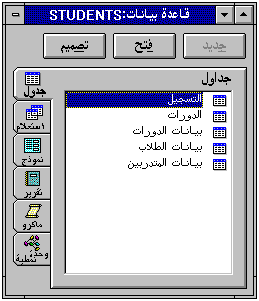 قاعدة بيانات:STUDENTS
جديد
فتح
تصميم
جداول
جدول
استعلام
نموذج
تقرير
ماكرو
وحدة
نمطية
التسجيل
الدورات
بيانات الدورات
بيانات الطلاب
بيانات المتدربين